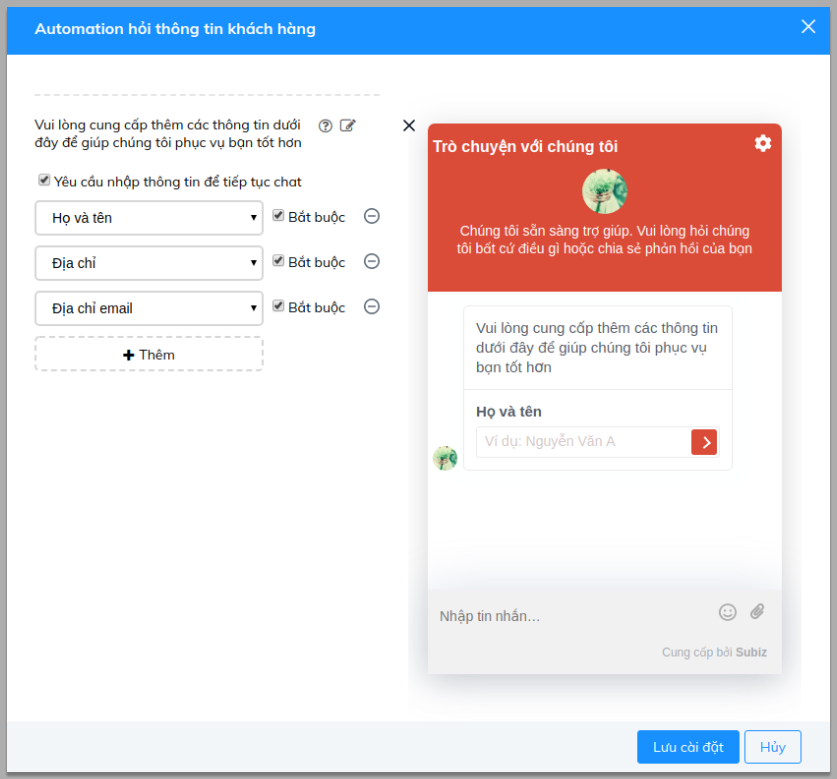 Automation hỏi thông tin khách hàng
Vui lòng cung cấp thêm các thông tin dưới
đây để giúp chúng tôi phục vụ bạn tốt hơn
Yêu cầu nhập thông tin để tiếp tục chat
Họ và tên
Bắt buộc
Địa chỉ
Bắt buộc
Địa chỉ email
Bắt buộc
Thêm
Trò chuyện với chúng tôi
Chúng tôi sẵn sàng trợ giúp. Vui lòng hỏi chúng
tôi bất cứ điều gì hoặc chia sẻ phản hồi của bạn
Vui lòng cung cấp thêm các thông tin
dưới đây để giúp chúng tôi phục vụ
bạn tốt hơn
Họ và tên
Ví dụ: Nguyễn Văn A
Nhập tin nhắn...
Cung cấp bởi Subiz
Lưu cài đặt
Hủy